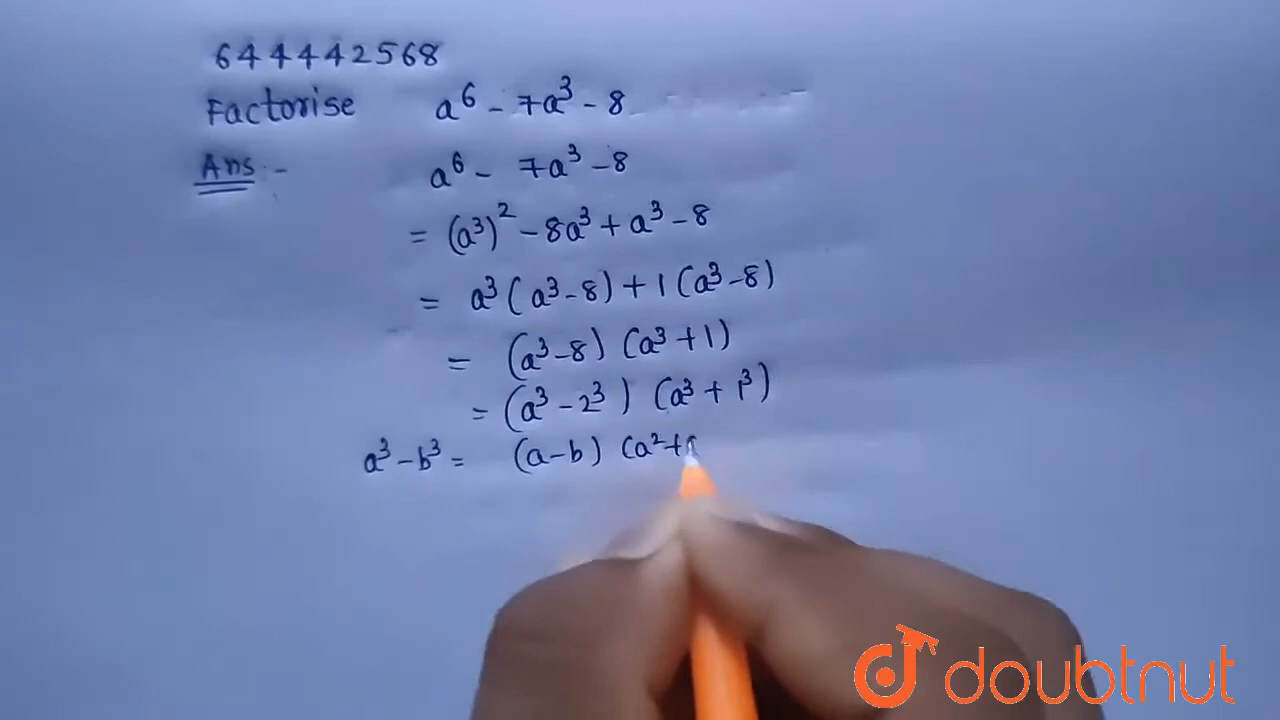 644442568
Factorise a⁶ - 7a³ - 8
Ans :- a⁶ - 7a³ - 8
= (a³)² - 8a³ + a³ - 8
= a³ (a³ - 8) + 1 (a³ - 8)
= (a³ - 8) (a³ + 1)
= (a³ - 2³) (a³ + 1³)
a³ - b³ = (a - b) (a² +
doubtnut